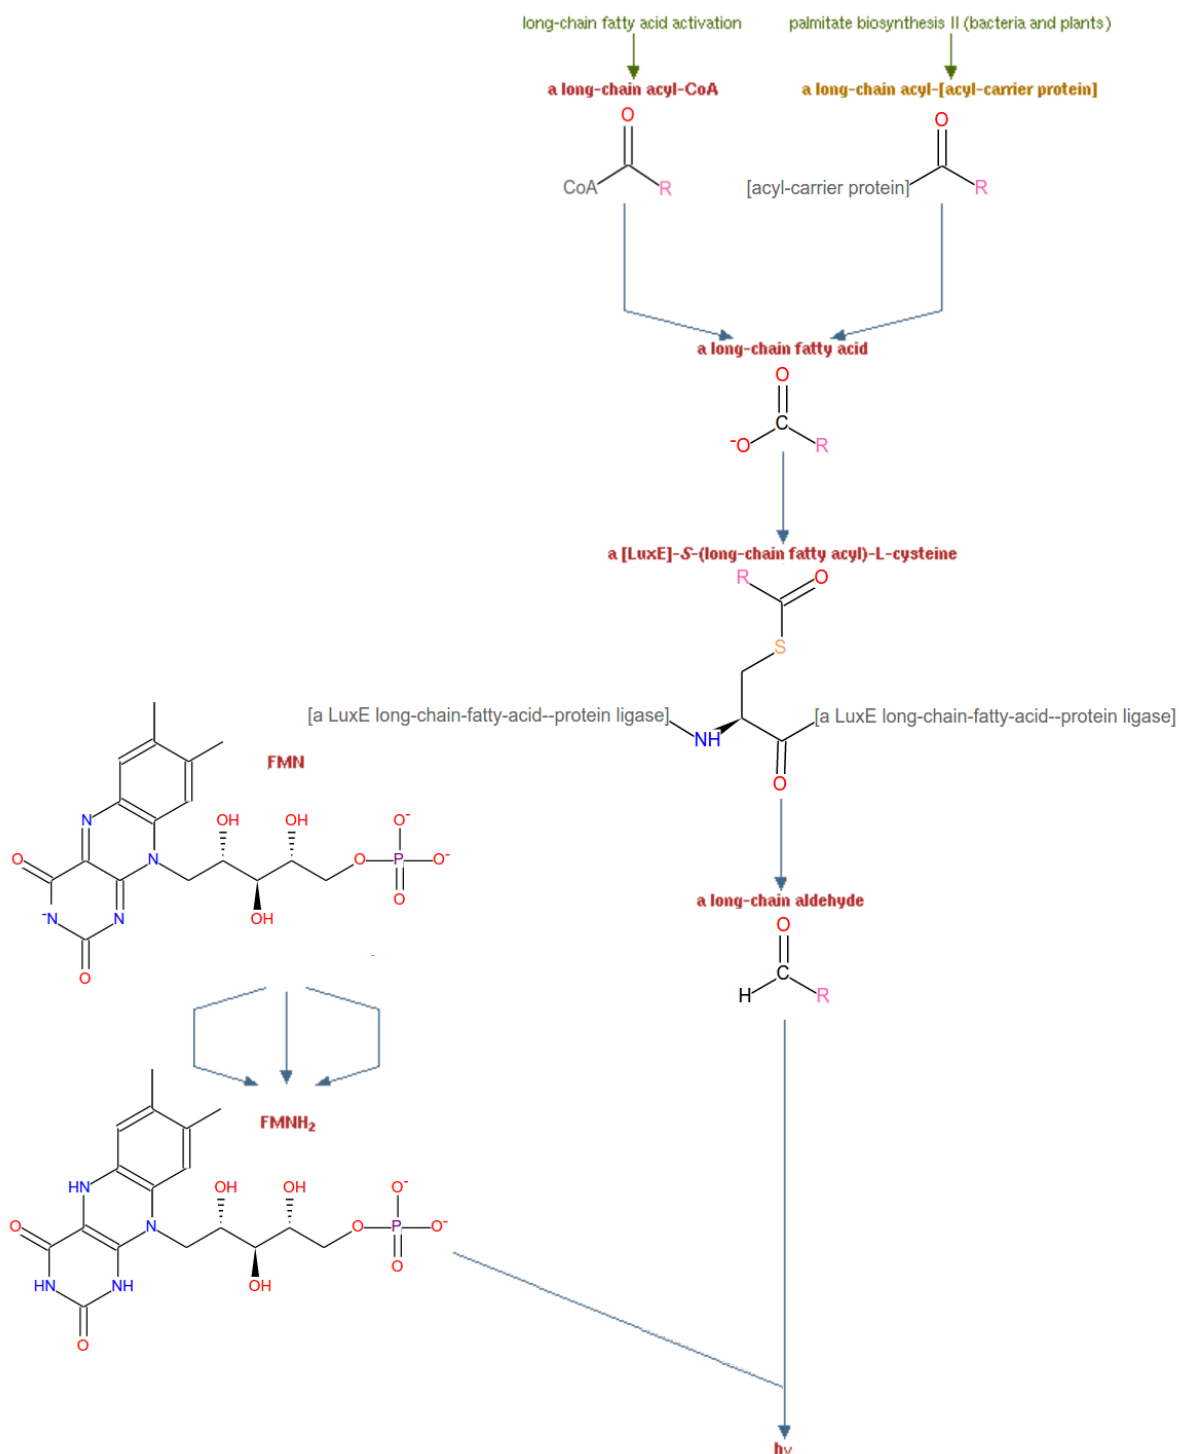 long-chain fatty acid activation
palmitate biosynthesis II (bacteria and plants)
a long-chain acyl-CoA
a long-chain acyl-[acyl-carrier protein]
O
O
CoA
R
[acyl-carrier protein]
R
a long-chain fatty acid
O
C
⁻O
R
a [LuxE]-S-(long-chain fatty acyl)-L-cysteine
R
O
S
[a LuxE long-chain-fatty-acid--protein ligase]
[a LuxE long-chain-fatty-acid--protein ligase]
NH
O
FMN
N
OH
OH
O⁻
O
N
O
P
O⁻
O
⁻N
N
OH
O
a long-chain aldehyde
O
C
H
R
FMNH₂
HN
OH
OH
O⁻
O
N
O
P
O⁻
O
HN
NH
OH
O
hν